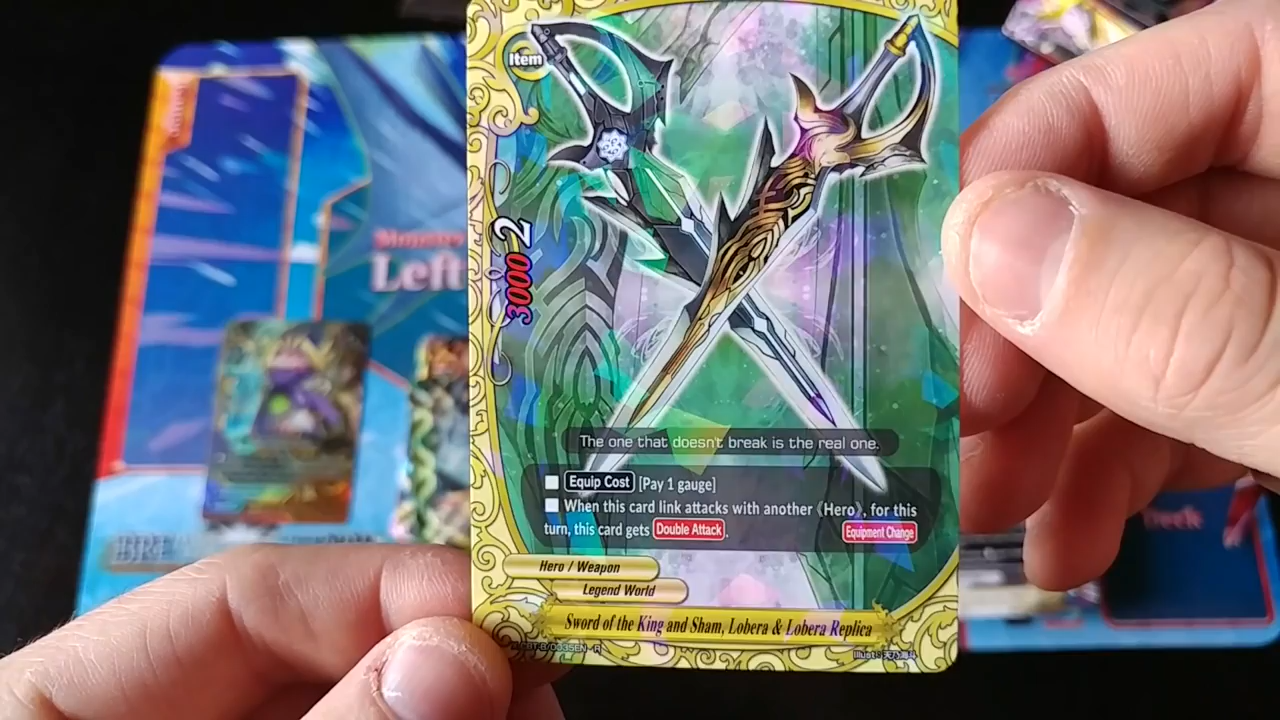 Item
3000
2
Left
The one that doesn't break is the real one.
Equip Cost [Pay 1 gauge]
When this card link attacks with another 《Hero》, for this
turn, this card gets Double Attack.
Equipment Change
Hero / Weapon
Legend World
Sword of the King and Sham, Lobera & Lobera Replica